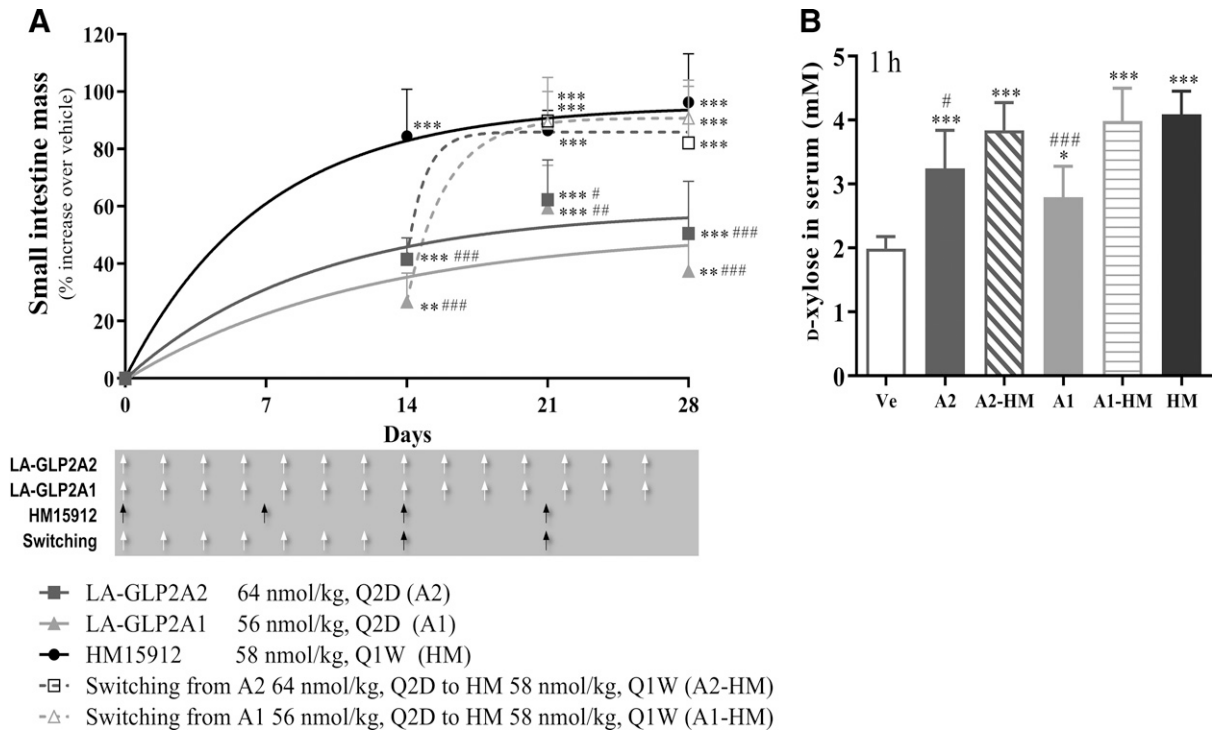 A
Small intestine mass
(% increase over vehicle)
120
100
80
60
40
20
0
***
***
***
***
***
***
***
*** #
*** ##
*** ###
** ###
*** ###
** ###
0 7 14 21 28
Days
LA-GLP2A2
LA-GLP2A1
HM15912
Switching
LA-GLP2A2 64 nmol/kg, Q2D (A2)
LA-GLP2A1 56 nmol/kg, Q2D (A1)
HM15912 58 nmol/kg, Q1W (HM)
Switching from A2 64 nmol/kg, Q2D to HM 58 nmol/kg, Q1W (A2-HM)
Switching from A1 56 nmol/kg, Q2D to HM 58 nmol/kg, Q1W (A1-HM)
B
1 h
D-xylose in serum (mM)
5
4
3
2
1
0
#
***
***
###
*
***
***
Ve A2 A2-HM A1 A1-HM HM